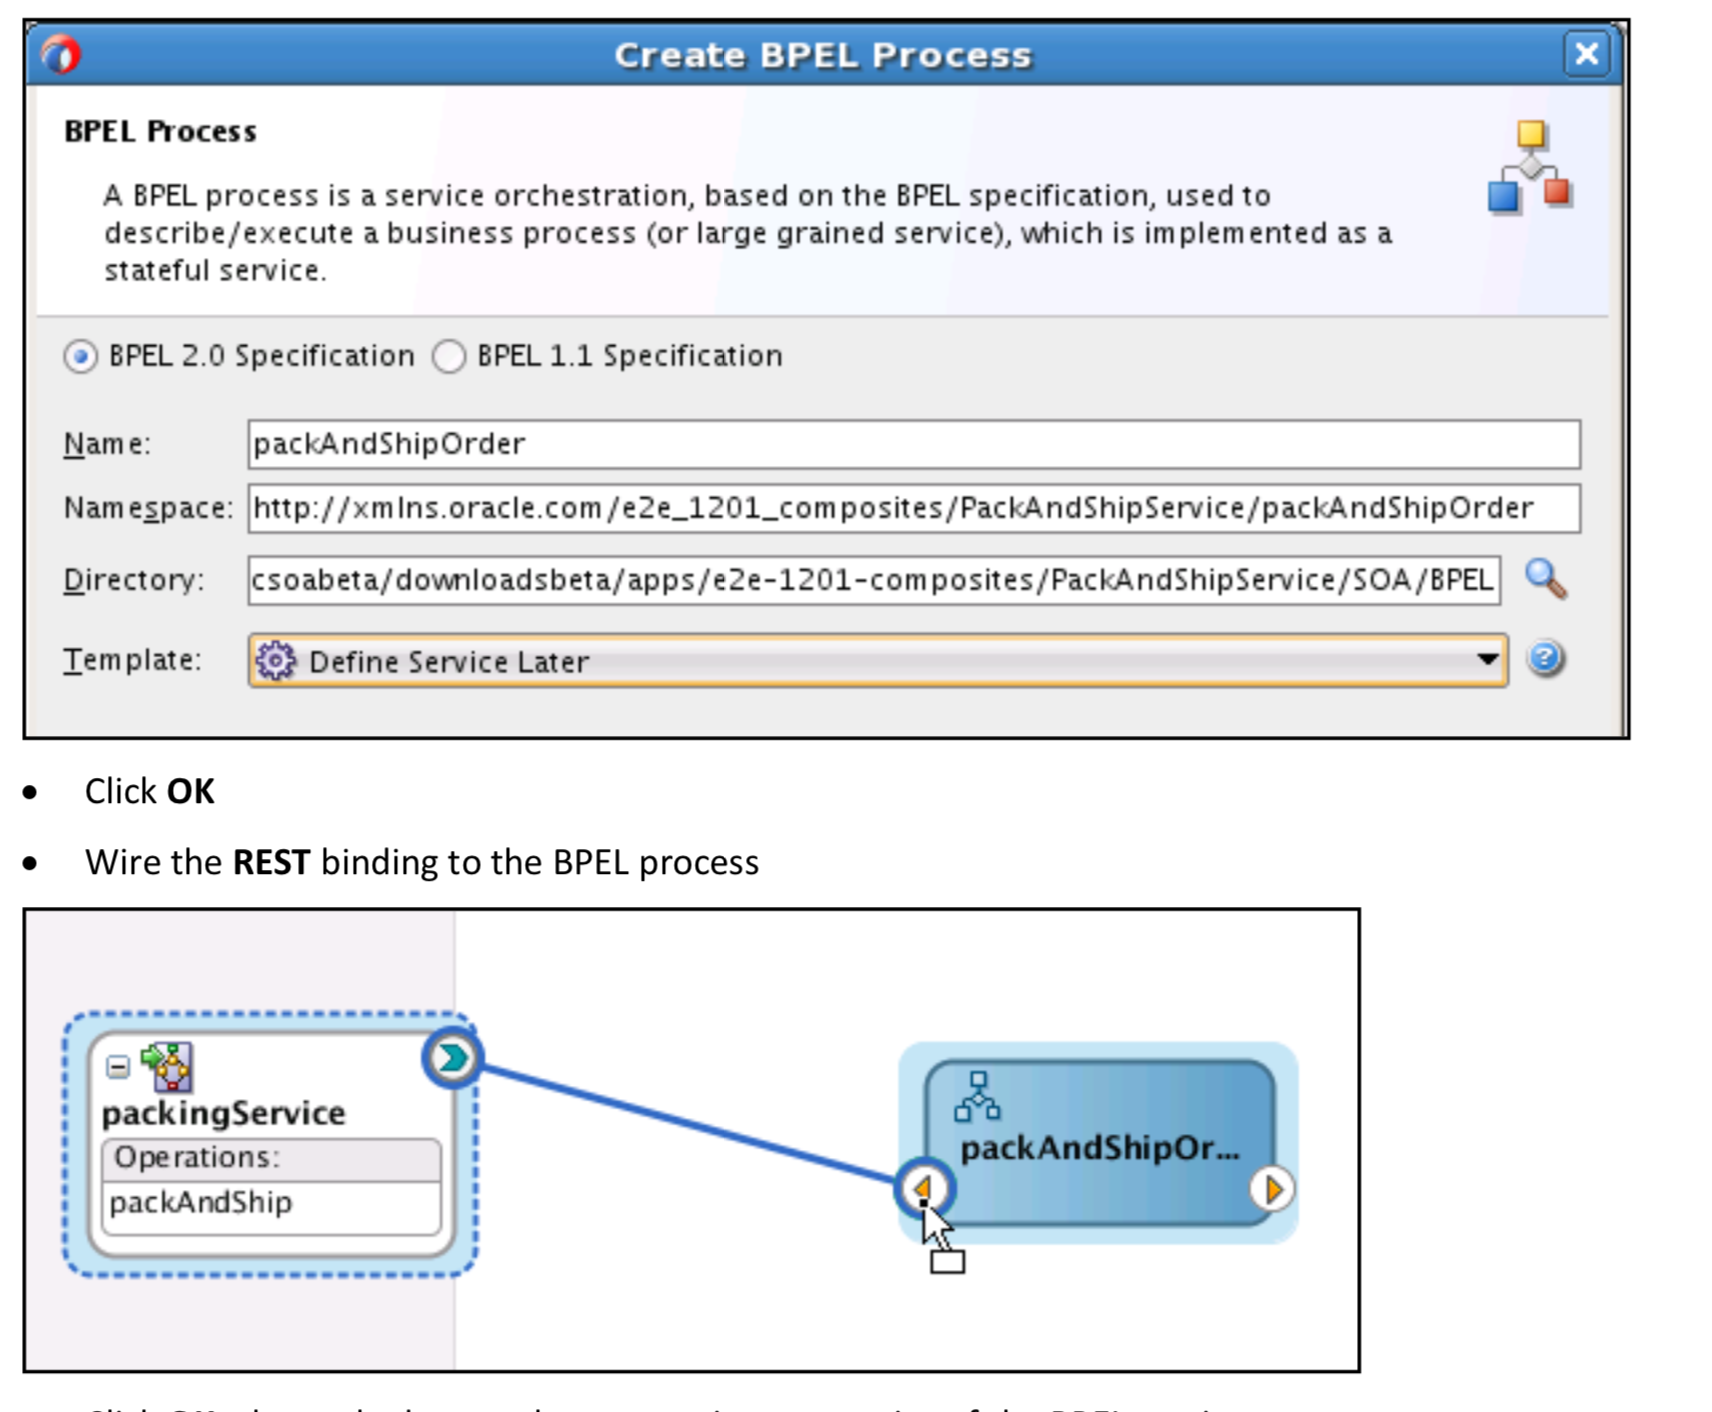 Create BPEL Process
BPEL Process
A BPEL process is a service orchestration, based on the BPEL specification, used to
describe/execute a business process (or large grained service), which is implemented as a
stateful service.
BPEL 2.0 Specification BPEL 1.1 Specification
Name: packAndShipOrder
Namespace: http://xmlns.oracle.com/e2e_1201_composites/PackAndShipService/packAndShipOrder
Directory: csoabeta/downloadsbeta/apps/e2e-1201-composites/PackAndShipService/SOA/BPEL
Template: Define Service Later
• Click OK
• Wire the REST binding to the BPEL process
packingService
Operations:
packAndShip
packAndShipOr...